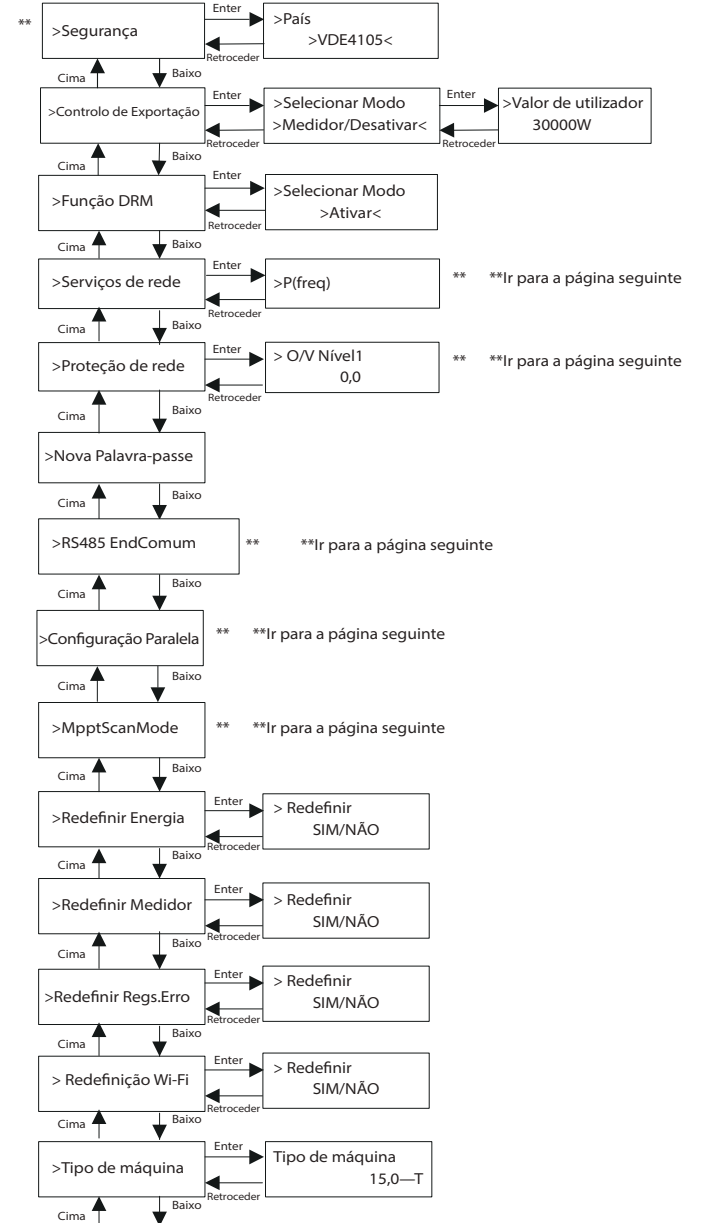 **
>Segurança
Enter
Retroceder
>País
>VDE4105<
Cima
Baixo
>Controlo de Exportação
Enter
Retroceder
>Selecionar Modo
>Medidor/Desativar<
Enter
Retroceder
>Valor de utilizador
30000W
Cima
Baixo
>Função DRM
Enter
Retroceder
>Selecionar Modo
>Ativar<
Cima
Baixo
>Serviços de rede
Enter
Retroceder
>P(freq)
** **Ir para a página seguinte
Cima
Baixo
>Proteção de rede
Enter
Retroceder
> O/V Nível1
0,0
** **Ir para a página seguinte
Cima
Baixo
>Nova Palavra-passe
Cima
Baixo
>RS485 EndComum
** **Ir para a página seguinte
Cima
Baixo
>Configuração Paralela
** **Ir para a página seguinte
Cima
Baixo
>MpptScanMode
** **Ir para a página seguinte
Cima
Baixo
>Redefinir Energia
Enter
Retroceder
> Redefinir
SIM/NÃO
Cima
Baixo
>Redefinir Medidor
Enter
Retroceder
> Redefinir
SIM/NÃO
Cima
Baixo
>Redefinir Regs.Erro
Enter
Retroceder
> Redefinir
SIM/NÃO
Cima
Baixo
> Redefinição Wi-Fi
Enter
Retroceder
> Redefinir
SIM/NÃO
Cima
Baixo
>Tipo de máquina
Enter
Retroceder
Tipo de máquina
15,0—T
Cima
Baixo